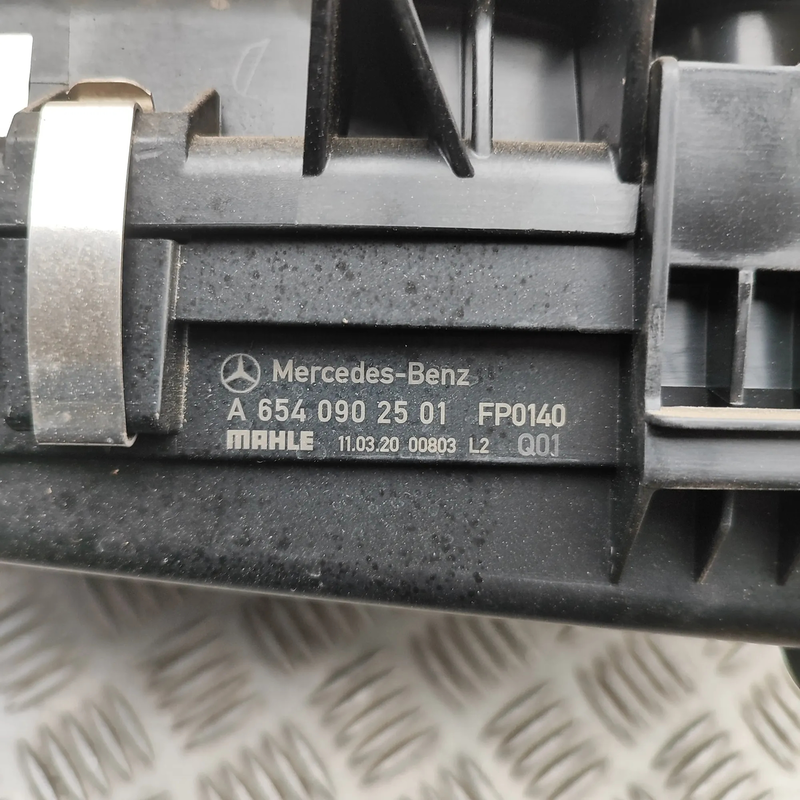 Mercedes-Benz
A 654 090 25 01 FP0140
MAHLE 11.03.20 00803 L2 Q01